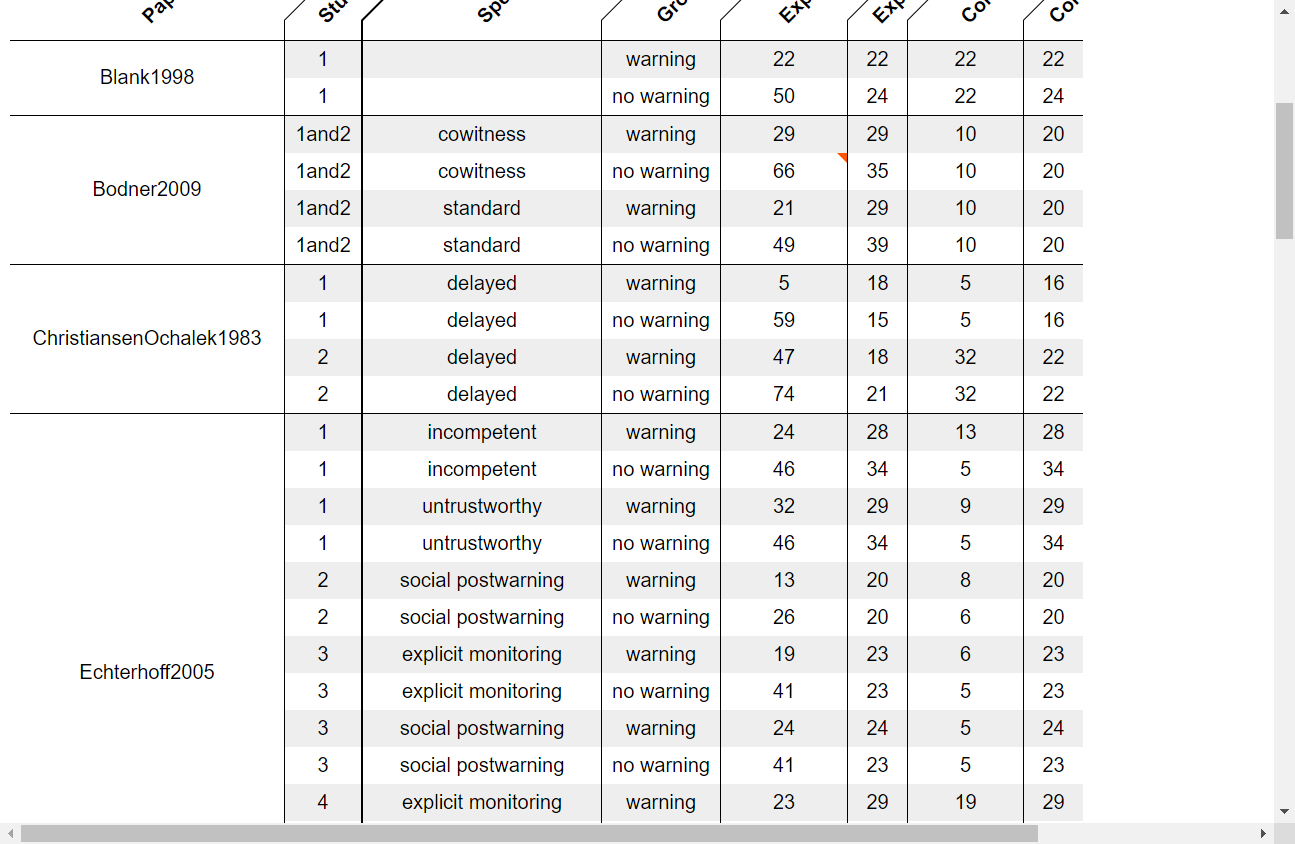 Pap Stu Spe Gro Exp Exp Con Con
Blank1998
1 warning 22 22 22 22
1 no warning 50 24 22 24
Bodner2009
1and2 cowitness warning 29 29 10 20
1and2 cowitness no warning 66 35 10 20
1and2 standard warning 21 29 10 20
1and2 standard no warning 49 39 10 20
ChristiansenOchalek1983
1 delayed warning 5 18 5 16
1 delayed no warning 59 15 5 16
2 delayed warning 47 18 32 22
2 delayed no warning 74 21 32 22
Echterhoff2005
1 incompetent warning 24 28 13 28
1 incompetent no warning 46 34 5 34
1 untrustworthy warning 32 29 9 29
1 untrustworthy no warning 46 34 5 34
2 social postwarning warning 13 20 8 20
2 social postwarning no warning 26 20 6 20
3 explicit monitoring warning 19 23 6 23
3 explicit monitoring no warning 41 23 5 23
3 social postwarning warning 24 24 5 24
3 social postwarning no warning 41 23 5 23
4 explicit monitoring warning 23 29 19 29